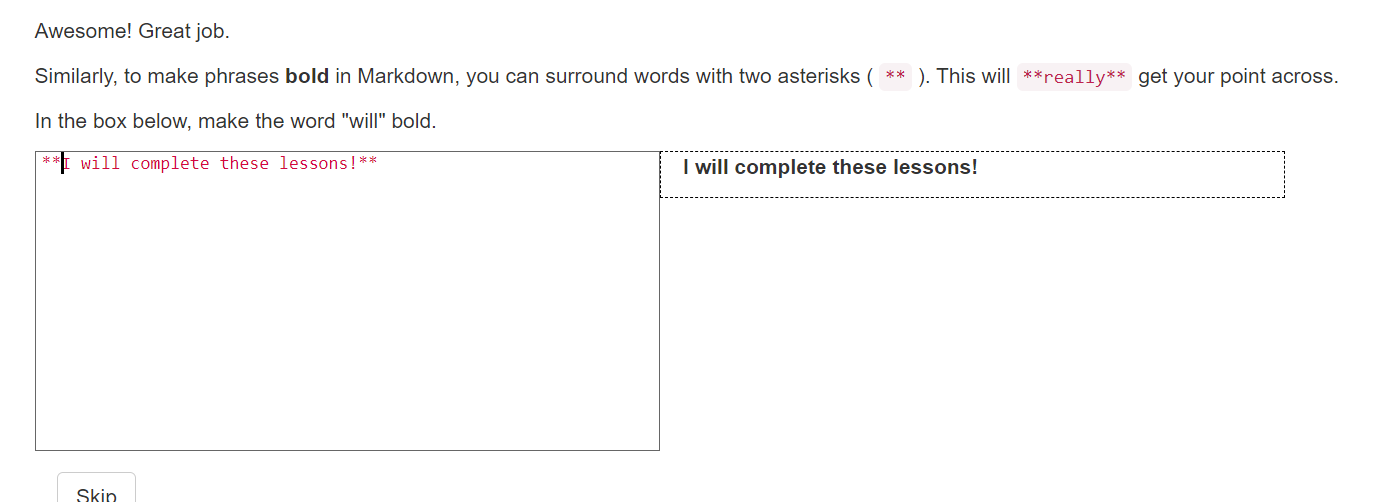 Awesome! Great job.
Similarly, to make phrases bold in Markdown, you can surround words with two asterisks ( ** ). This will **really** get your point across.
In the box below, make the word "will" bold.
**I will complete these lessons!**
I will complete these lessons!
Skip